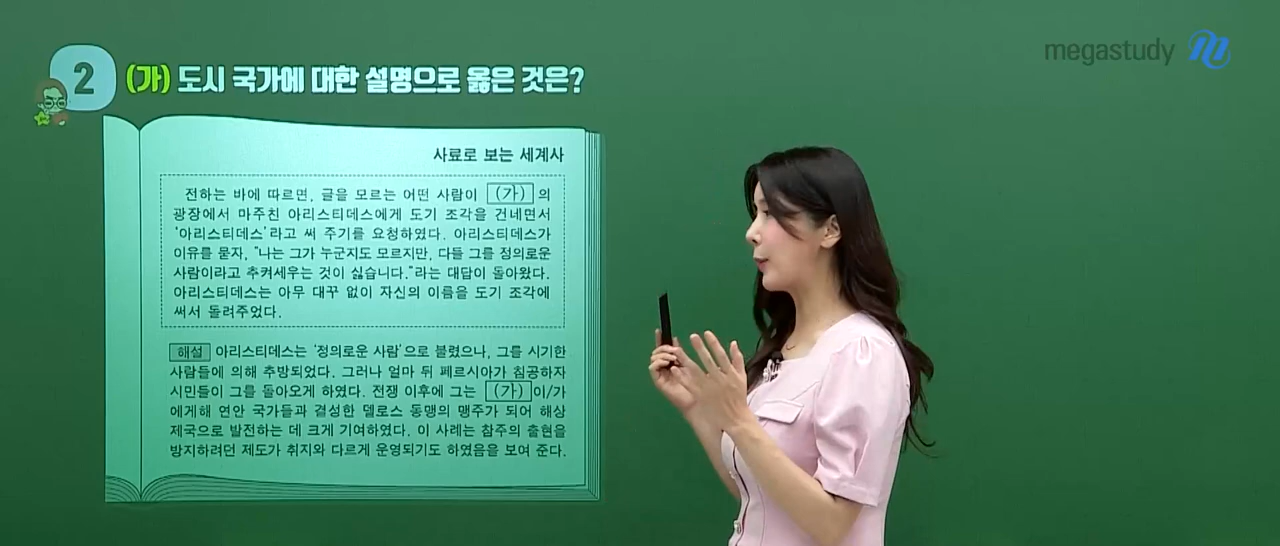 megastudy
2 (가) 도시 국가에 대한 설명으로 옳은 것은?
사료로 보는 세계사
전하는 바에 따르면, 글을 모르는 어떤 사람이 (가) 의
광장에서 마주친 아리스티데스에게 도기 조각을 건네면서
‘아리스티데스’라고 써 주기를 요청하였다. 아리스티데스가
이유를 묻자, “나는 그가 누군지도 모르지만, 다들 그를 정의로운
사람이라고 추켜세우는 것이 싫습니다.”라는 대답이 돌아왔다.
아리스티데스는 아무 대꾸 없이 자신의 이름을 도기 조각에
써서 돌려주었다.
해설 아리스티데스는 ‘정의로운 사람’으로 불렸으나, 그를 시기한
사람들에 의해 추방되었다. 그러나 얼마 뒤 페르시아가 침공하자
시민들이 그를 돌아오게 하였다. 전쟁 이후에 그는 (가) 이/가
에게해 연안 국가들과 결성한 델로스 동맹의 맹주가 되어 해상
제국으로 발전하는 데 크게 기여하였다. 이 사례는 참주의 출현을
방지하려던 제도가 취지와 다르게 운영되기도 하였음을 보여 준다.